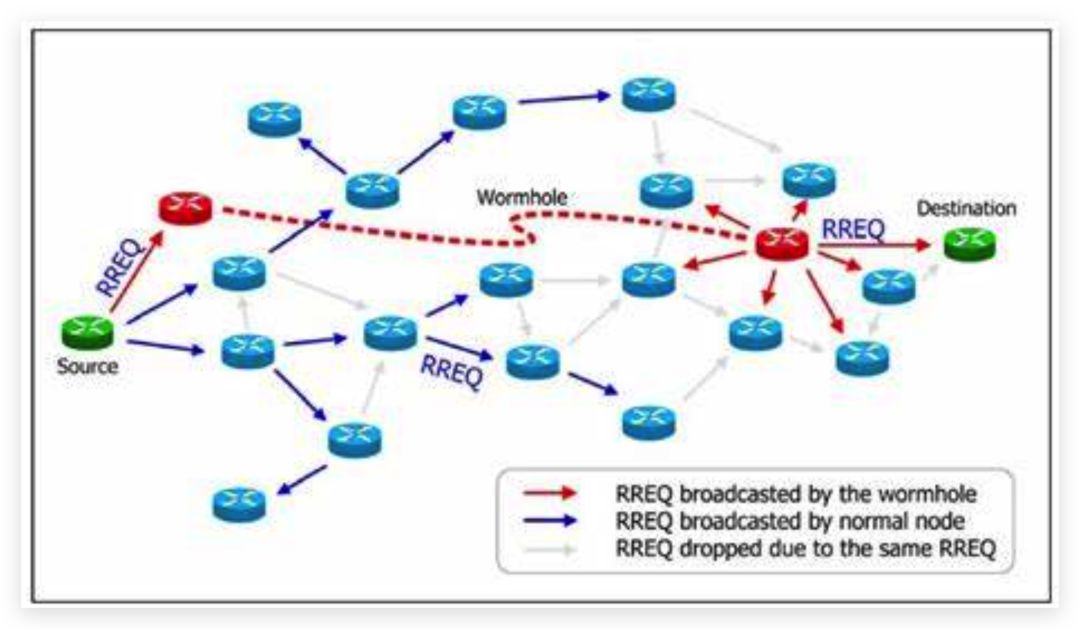 Wormhole
RREQ
Destination
RREQ
Source
RREQ
RREQ broadcasted by the wormhole
RREQ broadcasted by normal node
RREQ dropped due to the same RREQ